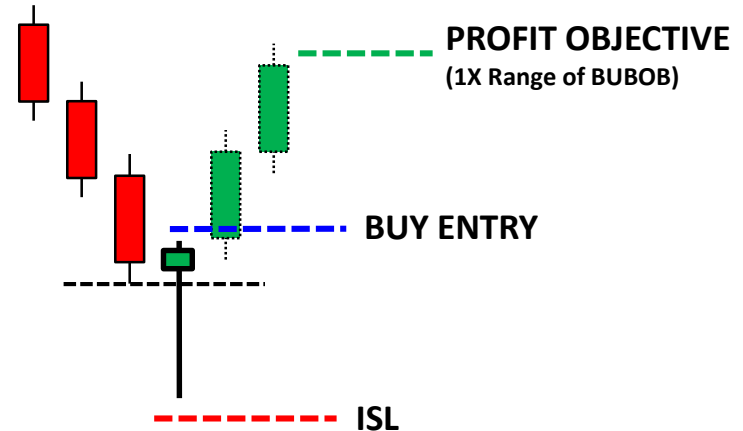 PROFIT OBJECTIVE
(1X Range of BUBOB)
BUY ENTRY
ISL